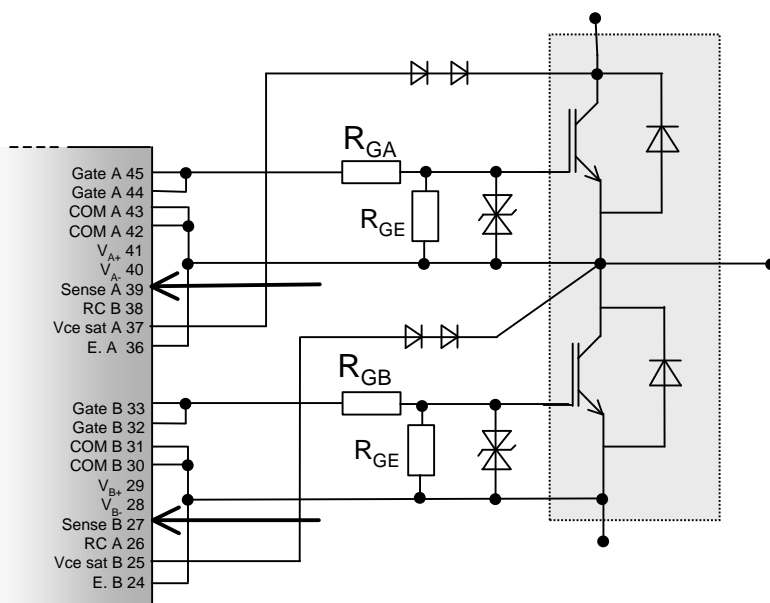 Gate A 45
Gate A 44
COM A 43
COM A 42
VA+ 41
VA- 40
Sense A 39
RC B 38
Vce sat A 37
E. A 36
Gate B 33
Gate B 32
COM B 31
COM B 30
VB+ 29
VB- 28
Sense B 27
RC A 26
Vce sat B 25
E. B 24
RGA
RGE
RGB
RGE